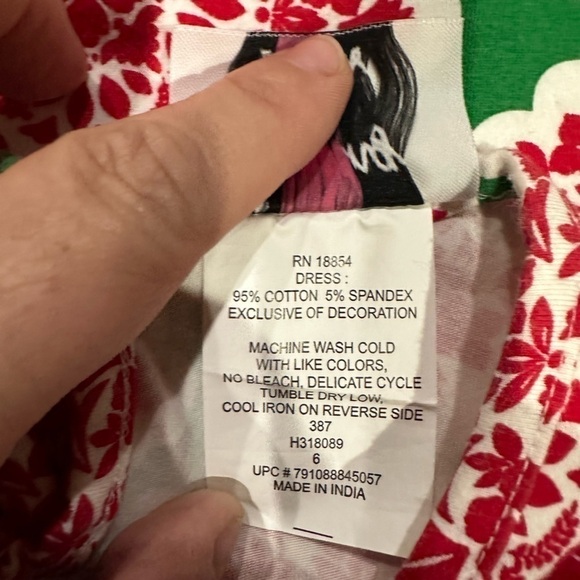 RN 18854
DRESS :
95% COTTON 5% SPANDEX
EXCLUSIVE OF DECORATION
MACHINE WASH COLD
WITH LIKE COLORS,
NO BLEACH, DELICATE CYCLE
TUMBLE DRY LOW,
COOL IRON ON REVERSE SIDE
387
H318089
6
UPC # 791088845057
MADE IN INDIA